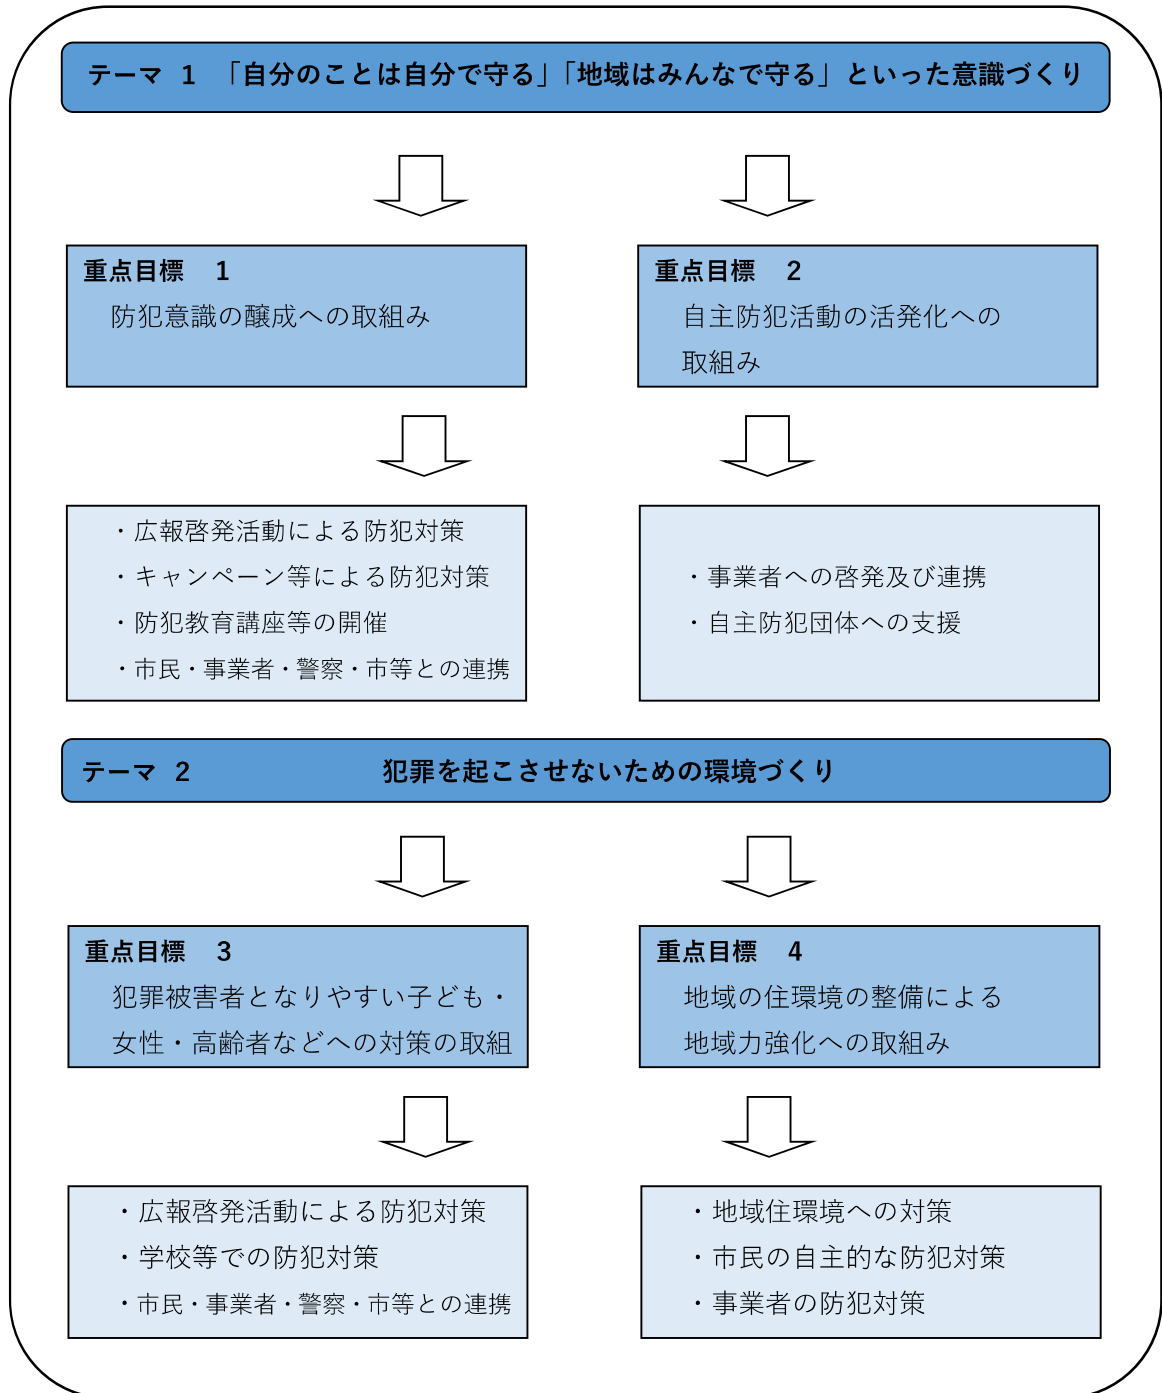 テーマ 1 「自分のことは自分で守る」「地域はみんなで守る」といった意識づくり
重点目標 1
防犯意識の醸成への取組み
重点目標 2
自主防犯活動の活発化への
取組み
・広報啓発活動による防犯対策
・キャンペーン等による防犯対策
・防犯教育講座等の開催
・市民・事業者・警察・市等との連携
・事業者への啓発及び連携
・自主防犯団体への支援
テーマ 2 犯罪を起こさせないための環境づくり
重点目標 3
犯罪被害者となりやすい子ども・
女性・高齢者などへの対策の取組
重点目標 4
地域の住環境の整備による
地域力強化への取組み
・広報啓発活動による防犯対策
・学校等での防犯対策
・市民・事業者・警察・市等との連携
・地域住環境への対策
・市民の自主的な防犯対策
・事業者の防犯対策